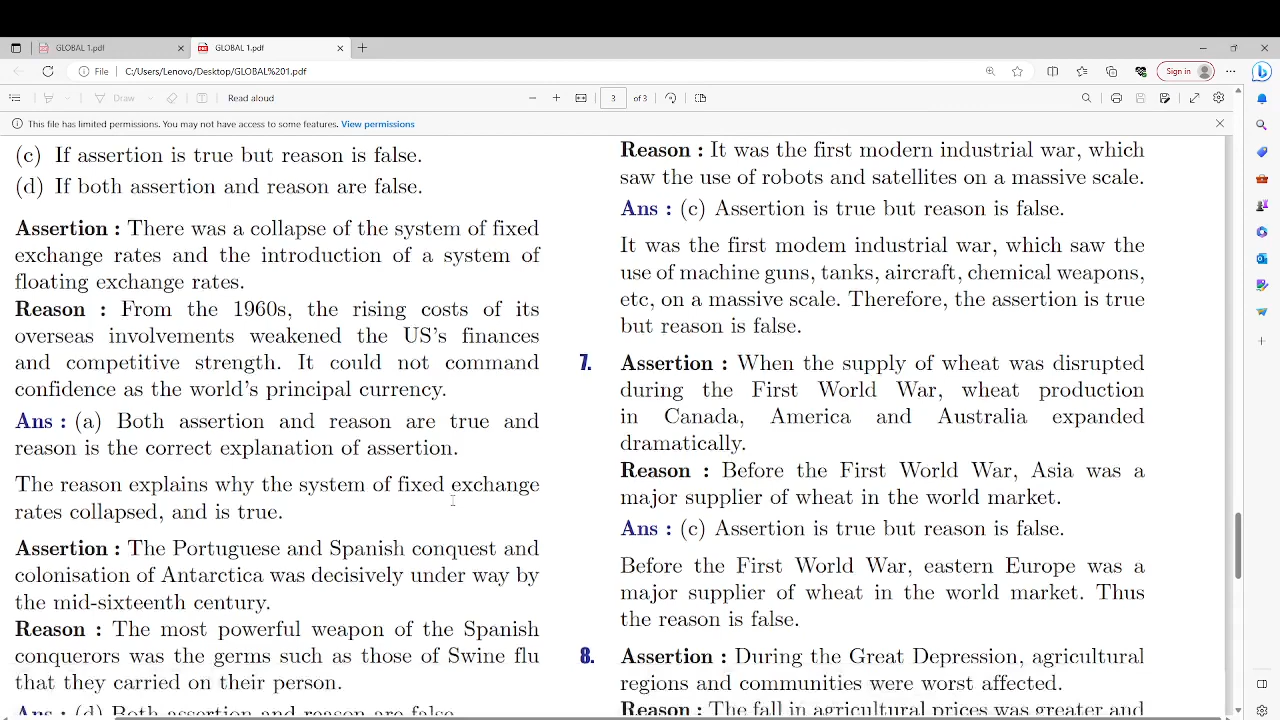 GLOBAL 1.pdf
GLOBAL 1.pdf
File
C:/Users/Lenovo/Desktop/GLOBAL%201.pdf
Sign in
Draw
Read aloud
3 of 3
This file has limited permissions. You may not have access to some features. View permissions
(c) If assertion is true but reason is false.
(d) If both assertion and reason are false.
Assertion : There was a collapse of the system of fixed
exchange rates and the introduction of a system of
floating exchange rates.
Reason : From the 1960s, the rising costs of its
overseas involvements weakened the US's finances
and competitive strength. It could not command
confidence as the world's principal currency.
Ans : (a) Both assertion and reason are true and
reason is the correct explanation of assertion.
The reason explains why the system of fixed exchange
rates collapsed, and is true.
Assertion : The Portuguese and Spanish conquest and
colonisation of Antarctica was decisively under way by
the mid-sixteenth century.
Reason : The most powerful weapon of the Spanish
conquerors was the germs such as those of Swine flu
that they carried on their person.
Ans : (d) Both assertion and reason are false.
Reason : It was the first modern industrial war, which
saw the use of robots and satellites on a massive scale.
Ans : (c) Assertion is true but reason is false.
It was the first modem industrial war, which saw the
use of machine guns, tanks, aircraft, chemical weapons,
etc, on a massive scale. Therefore, the assertion is true
but reason is false.
7. Assertion : When the supply of wheat was disrupted
during the First World War, wheat production
in Canada, America and Australia expanded
dramatically.
Reason : Before the First World War, Asia was a
major supplier of wheat in the world market.
Ans : (c) Assertion is true but reason is false.
Before the First World War, eastern Europe was a
major supplier of wheat in the world market. Thus
the reason is false.
8. Assertion : During the Great Depression, agricultural
regions and communities were worst affected.
Reason : The fall in agricultural prices was greater and